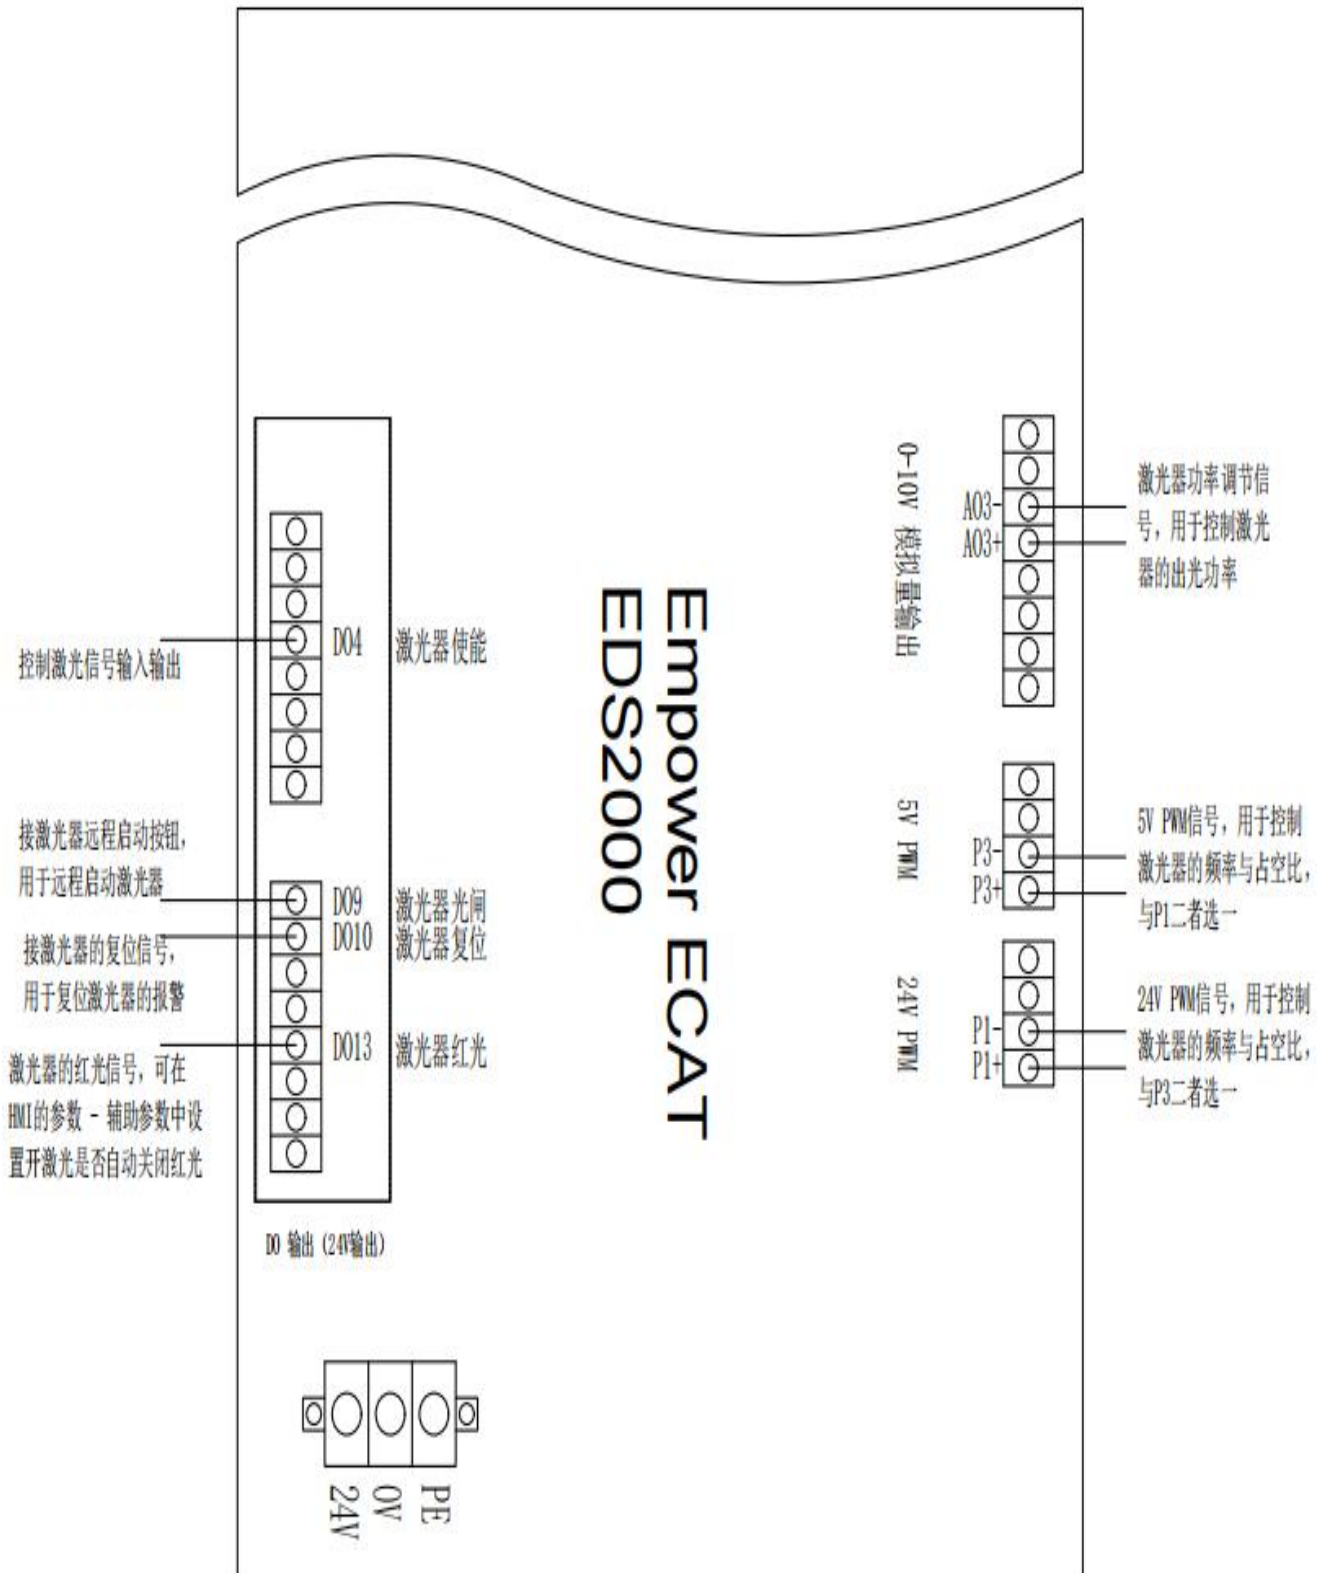 控制激光信号输入输出
接激光器远程启动按钮，
用于远程启动激光器
接激光器的复位信号，
用于复位激光器的报警
激光器的红光信号，可在
HMI的参数 - 辅助参数中设
置开激光是否自动关闭红光
DO4 激光器使能
DO9 激光器光闸
DO10 激光器复位
DO13 激光器红光
DO 输出 (24V输出)
24V
0V
PE
Empower ECAT
EDS2000
0-10V 模拟量输出
AO3-
AO3+
激光器功率调节信
号，用于控制激光
器的出光功率
5V PWM
P3-
P3+
5V PWM信号，用于控制
激光器的频率与占空比，
与P1二者选一
24V PWM
P1-
P1+
24V PWM信号，用于控制
激光器的频率与占空比，
与P3二者选一